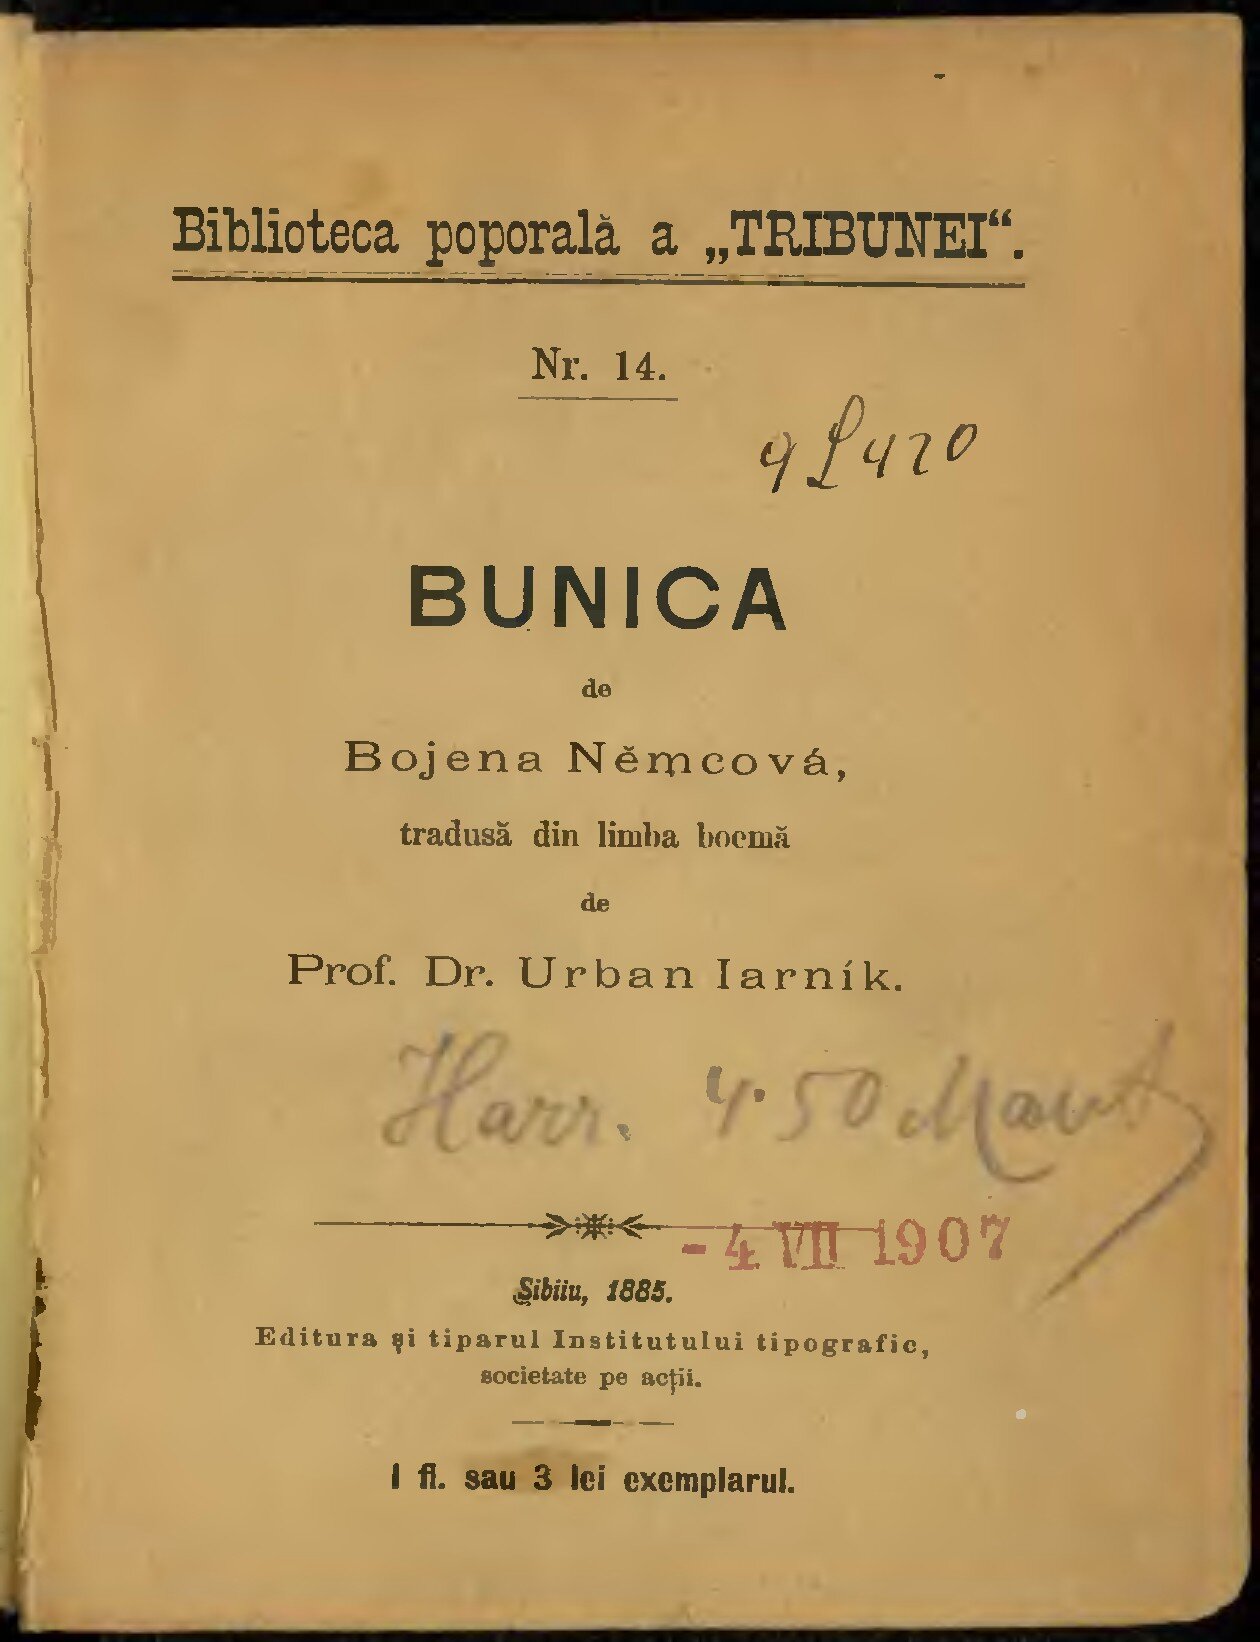 Biblioteca poporală a „TRIBUNEI“.
Nr. 14.
BUNICA
de
Bojena Němcová,
tradusă din limba boemă
de
Prof. Dr. Urban Iarník.
Harr. 4·50
-4 VII 1907
Sibiiu, 1885.
Editura și tiparul Institutului tipografic,
societate pe acții.
1 fl. sau 3 lei exemplarul.